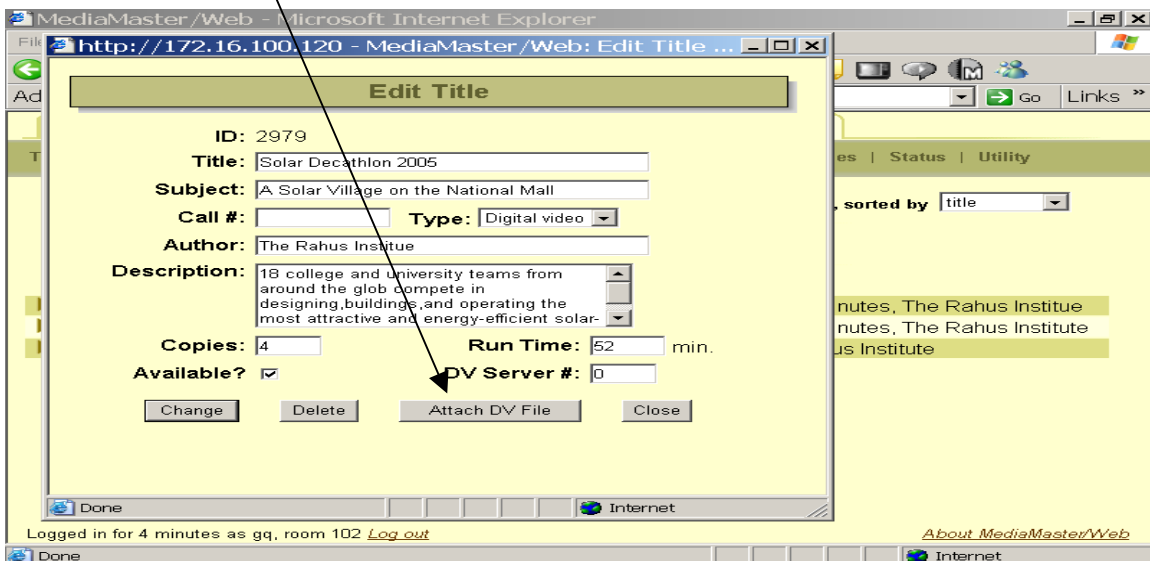 MediaMaster/Web - Microsoft Internet Explorer
File
http://172.16.100.120 - MediaMaster/Web: Edit Title ...
Ad
Go Links »
Edit Title
ID: 2979
T
es | Status | Utility
Title: Solar Decathlon 2005
Subject: A Solar Village on the National Mall
, sorted by title
Call #: Type: Digital video
Author: The Rahus Institue
Description: 18 college and university teams from
around the glob compete in
designing,buildings,and operating the
most attractive and energy-efficient solar-
nutes, The Rahus Institue
nutes, The Rahus Institute
us Institute
Copies: 4 Run Time: 52 min.
Available? DV Server #: 0
Change Delete Attach DV File Close
Done Internet
Logged in for 4 minutes as gq, room 102 Log out About MediaMaster/Web
Done Internet